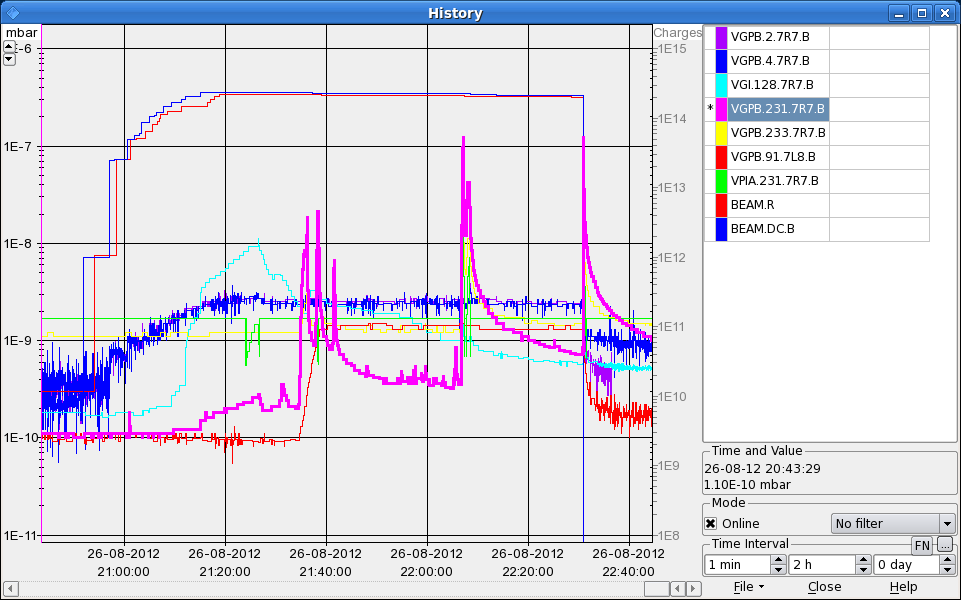 History
mbar
Charges
E-6
1E-7
1E-8
1E-9
1E-10
1E-11
1E15
1E14
1E13
1E12
1E11
1E10
1E9
1E8
26-08-2012 26-08-2012 26-08-2012 26-08-2012 26-08-2012 26-08-2012
21:00:00 21:20:00 21:40:00 22:00:00 22:20:00 22:40:00
VGPB.2.7R7.B
VGPB.4.7R7.B
VGI.128.7R7.B
* VGPB.231.7R7.B
VGPB.233.7R7.B
VGPB.91.7L8.B
VPIA.231.7R7.B
BEAM.R
BEAM.DC.B
Time and Value
26-08-12 20:43:29
1.10E-10 mbar
Mode
Online No filter
Time Interval FN ...
1 min 2 h 0 day
File Close Help